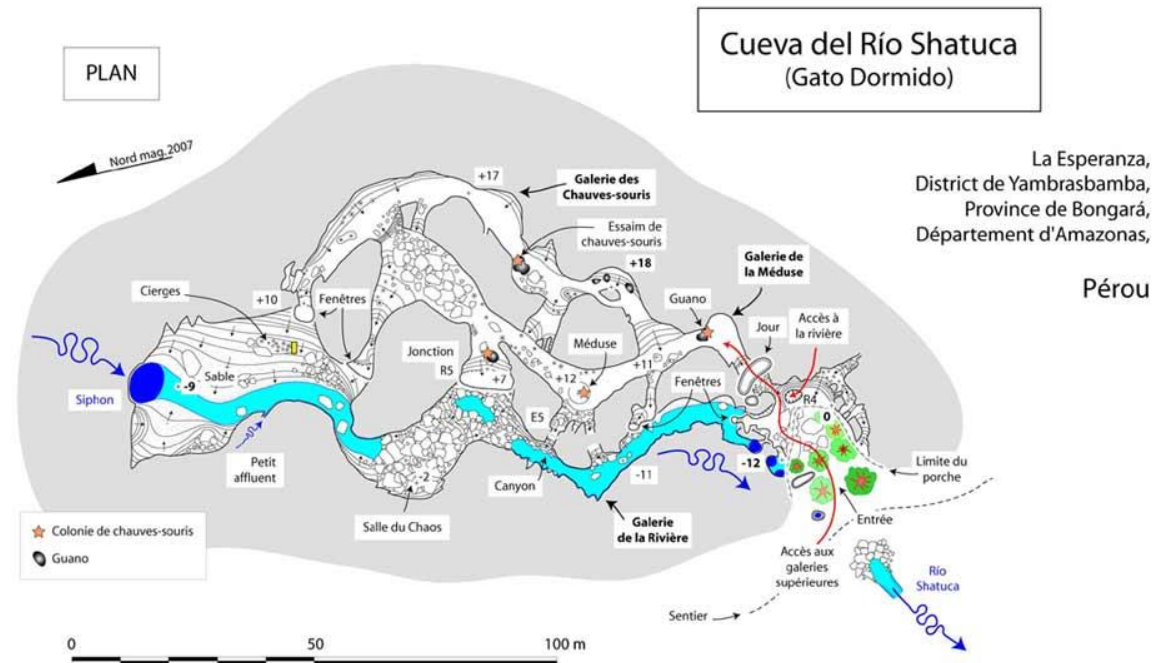 Cueva del Río Shatuca
(Gato Dormido)
PLAN
Nord mag.2007
La Esperanza,
District de Yambrasbamba,
Province de Bongará,
Département d'Amazonas,
Pérou
+17
Galerie des
Chauves-souris
Essaim de
chauves-souris
+18
Galerie de
la Méduse
Cierges
+10
Fenêtres
Guano
Jour
Accès à
la rivière
Jonction
R5
+7
Méduse
+12
+11
Fenêtres
R4
0
Siphon
-9
Sable
E5
Petit
affluent
-2
Canyon
-11
-12
Limite du
porche
Salle du Chaos
Galerie
de la Rivière
Entrée
Accès aux
galeries
supérieures
Río
Shatuca
Sentier
Colonie de chauves-souris
Guano
0
50
100 m